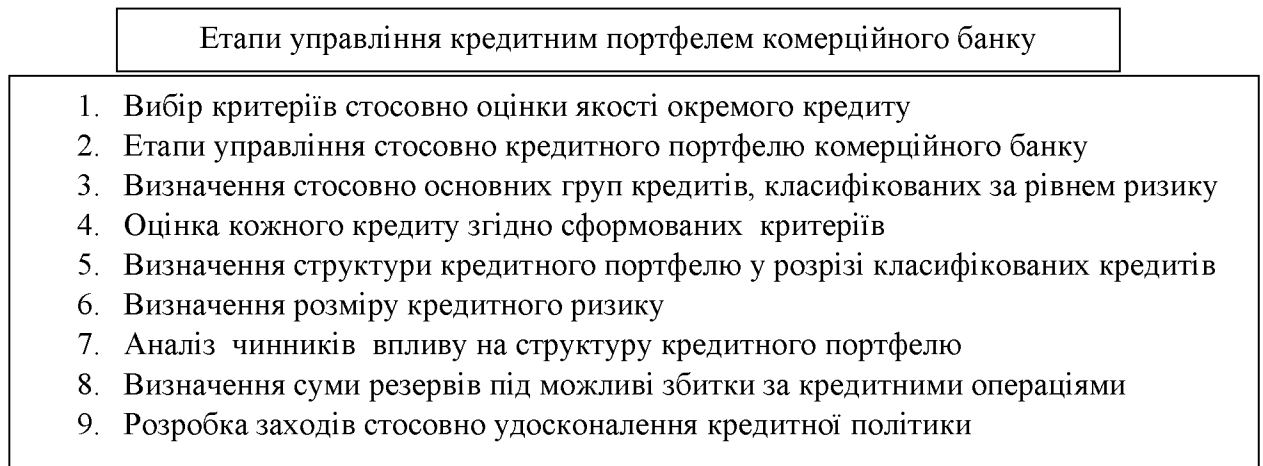 Етапи управління кредитним портфелем комерційного банку
1. Вибір критеріїв стосовно оцінки якості окремого кредиту
2. Етапи управління стосовно кредитного портфелю комерційного банку
3. Визначення стосовно основних груп кредитів, класифікованих за рівнем ризику
4. Оцінка кожного кредиту згідно сформованих критеріїв
5. Визначення структури кредитного портфелю у розрізі класифікованих кредитів
6. Визначення розміру кредитного ризику
7. Аналіз чинників впливу на структуру кредитного портфелю
8. Визначення суми резервів під можливі збитки за кредитними операціями
9. Розробка заходів стосовно удосконалення кредитної політики